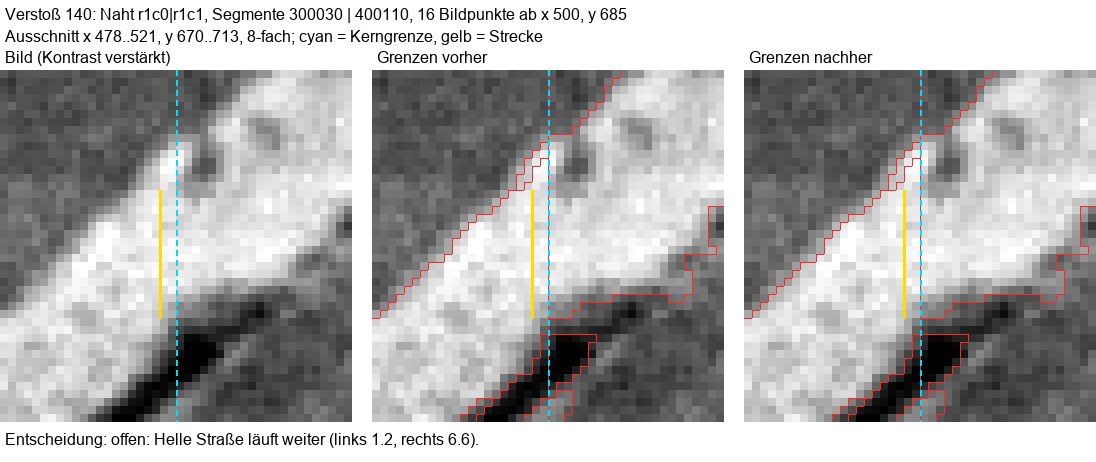 Verstoß 140: Naht r1c0|r1c1, Segmente 300030 | 400110, 16 Bildpunkte ab x 500, y 685
Ausschnitt x 478..521, y 670..713, 8-fach; cyan = Kerngrenze, gelb = Strecke
Bild (Kontrast verstärkt) Grenzen vorher Grenzen nachher
Entscheidung: offen: Helle Straße läuft weiter (links 1.2, rechts 6.6).